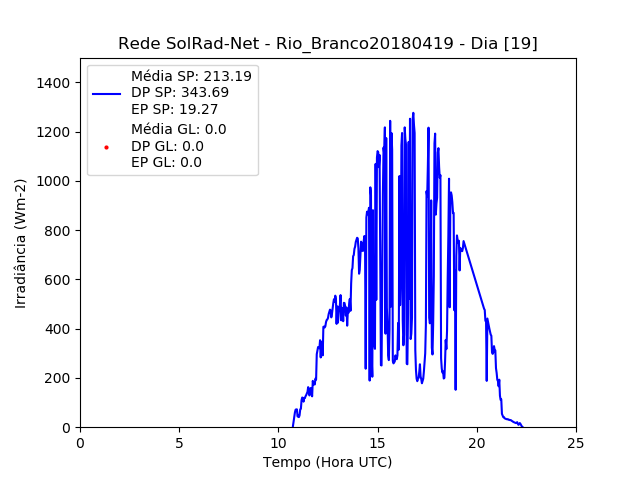 Rede SolRad-Net - Rio_Branco20180419 - Dia [19]
Média SP: 213.19
DP SP: 343.69
EP SP: 19.27
Média GL: 0.0
DP GL: 0.0
EP GL: 0.0
1400
1200
1000
800
600
400
200
0
Irradiância (Wm-2)
0 5 10 15 20 25
Tempo (Hora UTC)